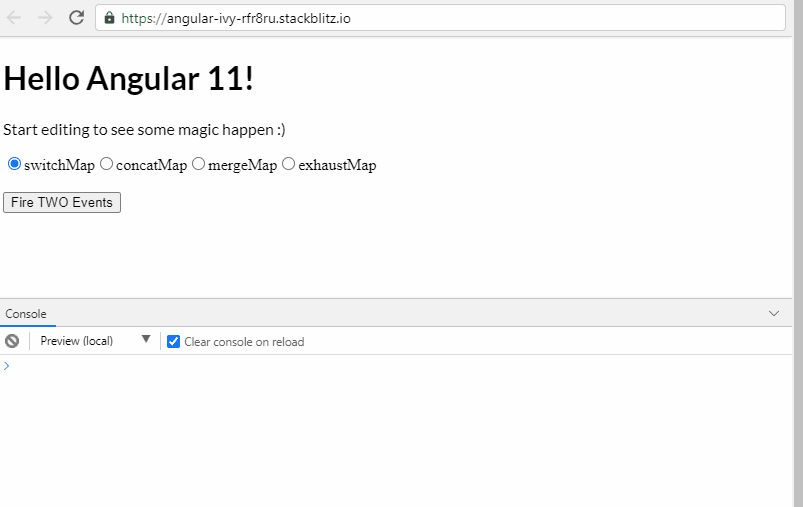 https://angular-ivy-rfr8ru.stackblitz.io
Hello Angular 11!
Start editing to see some magic happen :)
switchMap concatMap mergeMap exhaustMap
Fire TWO Events
Console
Preview (local) Clear console on reload
>